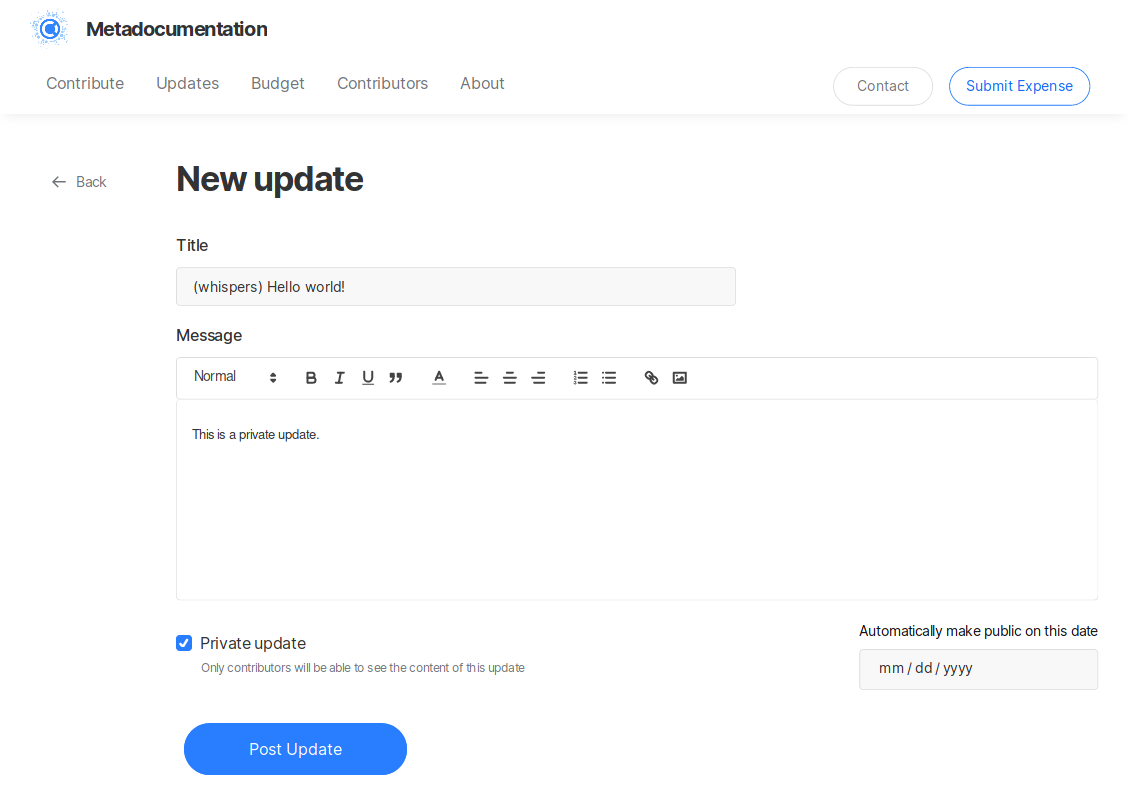 Metadocumentation
Contribute Updates Budget Contributors About Contact Submit Expense
Back
New update
Title
(whispers) Hello world!
Message
Normal
This is a private update.
Private update
Only contributors will be able to see the content of this update
Automatically make public on this date
mm / dd / yyyy
Post Update